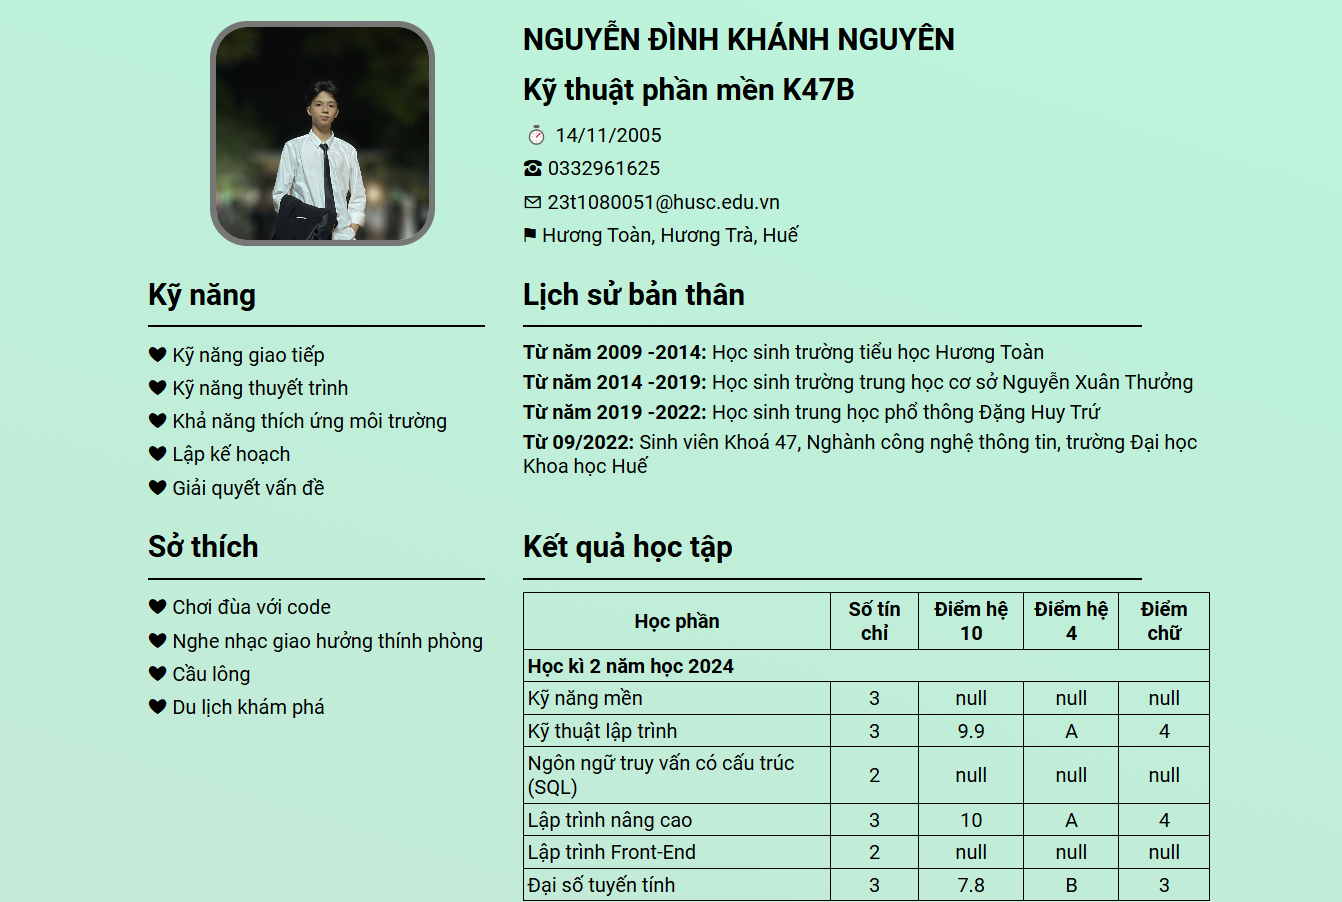 NGUYỄN ĐÌNH KHÁNH NGUYÊN
Kỹ thuật phần mền K47B
14/11/2005
0332961625
23t1080051@husc.edu.vn
Hương Toàn, Hương Trà, Huế
Kỹ năng
Kỹ năng giao tiếp
Kỹ năng thuyết trình
Khả năng thích ứng môi trường
Lập kế hoạch
Giải quyết vấn đề
Lịch sử bản thân
Từ năm 2009 -2014: Học sinh trường tiểu học Hương Toàn
Từ năm 2014 -2019: Học sinh trường trung học cơ sở Nguyễn Xuân Thưởng
Từ năm 2019 -2022: Học sinh trung học phổ thông Đặng Huy Trứ
Từ 09/2022: Sinh viên Khoá 47, Nghành công nghệ thông tin, trường Đại học
Khoa học Huế
Sở thích
Chơi đùa với code
Nghe nhạc giao hưởng thính phòng
Cầu lông
Du lịch khám phá
Kết quả học tập
Học phần Số tín chỉ Điểm hệ 10 Điểm hệ 4 Điểm chữ
Học kì 2 năm học 2024
Kỹ năng mền 3 null null null
Kỹ thuật lập trình 3 9.9 A 4
Ngôn ngữ truy vấn có cấu trúc
(SQL) 2 null null null
Lập trình nâng cao 3 10 A 4
Lập trình Front-End 2 null null null
Đại số tuyến tính 3 7.8 B 3